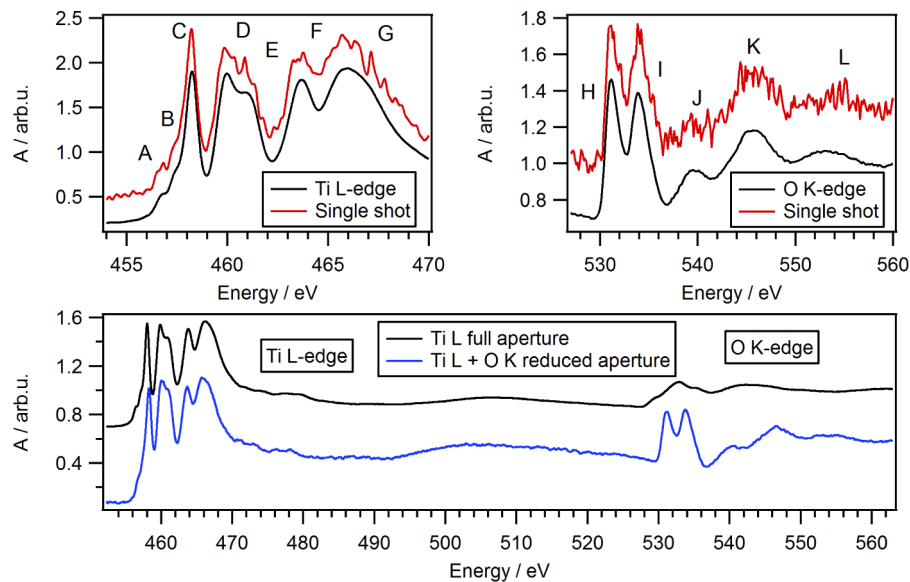 C
D
F
G
E
B
A
2.5
2.0
1.5
1.0
0.5
A / arb.u.
Ti L-edge
Single shot
455
460
465
470
Energy / eV
1.8
1.6
1.4
1.2
1.0
0.8
A / arb.u.
H
I
J
K
L
O K-edge
Single shot
530
540
550
560
Energy / eV
1.6
1.2
0.8
0.4
A / arb.u.
Ti L-edge
Ti L full aperture
Ti L + O K reduced aperture
O K-edge
460
470
480
490
500
510
520
530
540
550
560
Energy / eV